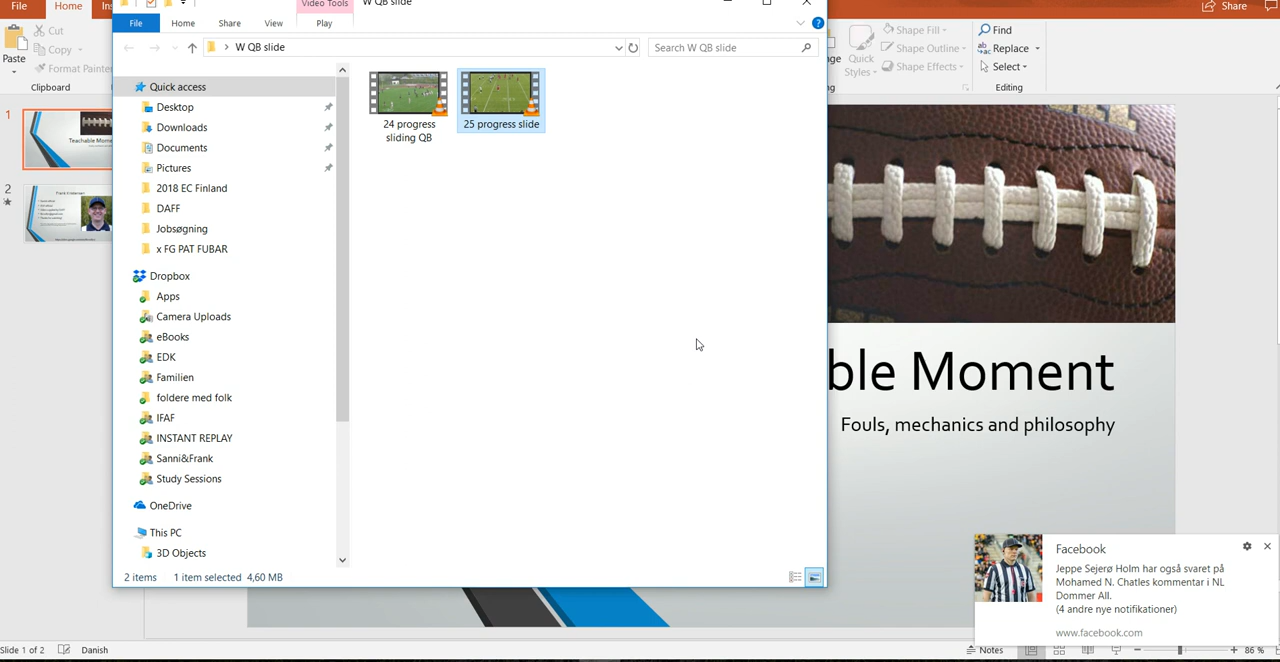 File
Home
Ins
Video Tools
W QB slide
Share
Cut
Copy
Format Painter
Paste
Clipboard
File
Home
Share
View
Play
W QB slide
Search W QB slide
Quick
Styles
Shape Fill
Shape Outline
Shape Effects
Find
Replace
Select
Editing
1
2
Quick access
Desktop
Downloads
Documents
Pictures
2018 EC Finland
DAFF
Jobsøgning
x FG PAT FUBAR
Dropbox
Apps
Camera Uploads
eBooks
EDK
Familien
foldere med folk
IFAF
INSTANT REPLAY
Sanni&Frank
Study Sessions
OneDrive
This PC
3D Objects
24 progress
sliding QB
25 progress slide
2 items
1 item selected 4,60 MB
ble Moment
Fouls, mechanics and philosophy
Facebook
Jeppe Sejerø Holm har også svaret på
Mohamed N. Chatles kommentar i NL
Dommer All.
(4 andre nye notifikationer)
www.facebook.com
Slide 1 of 2
Danish
Notes
86 %